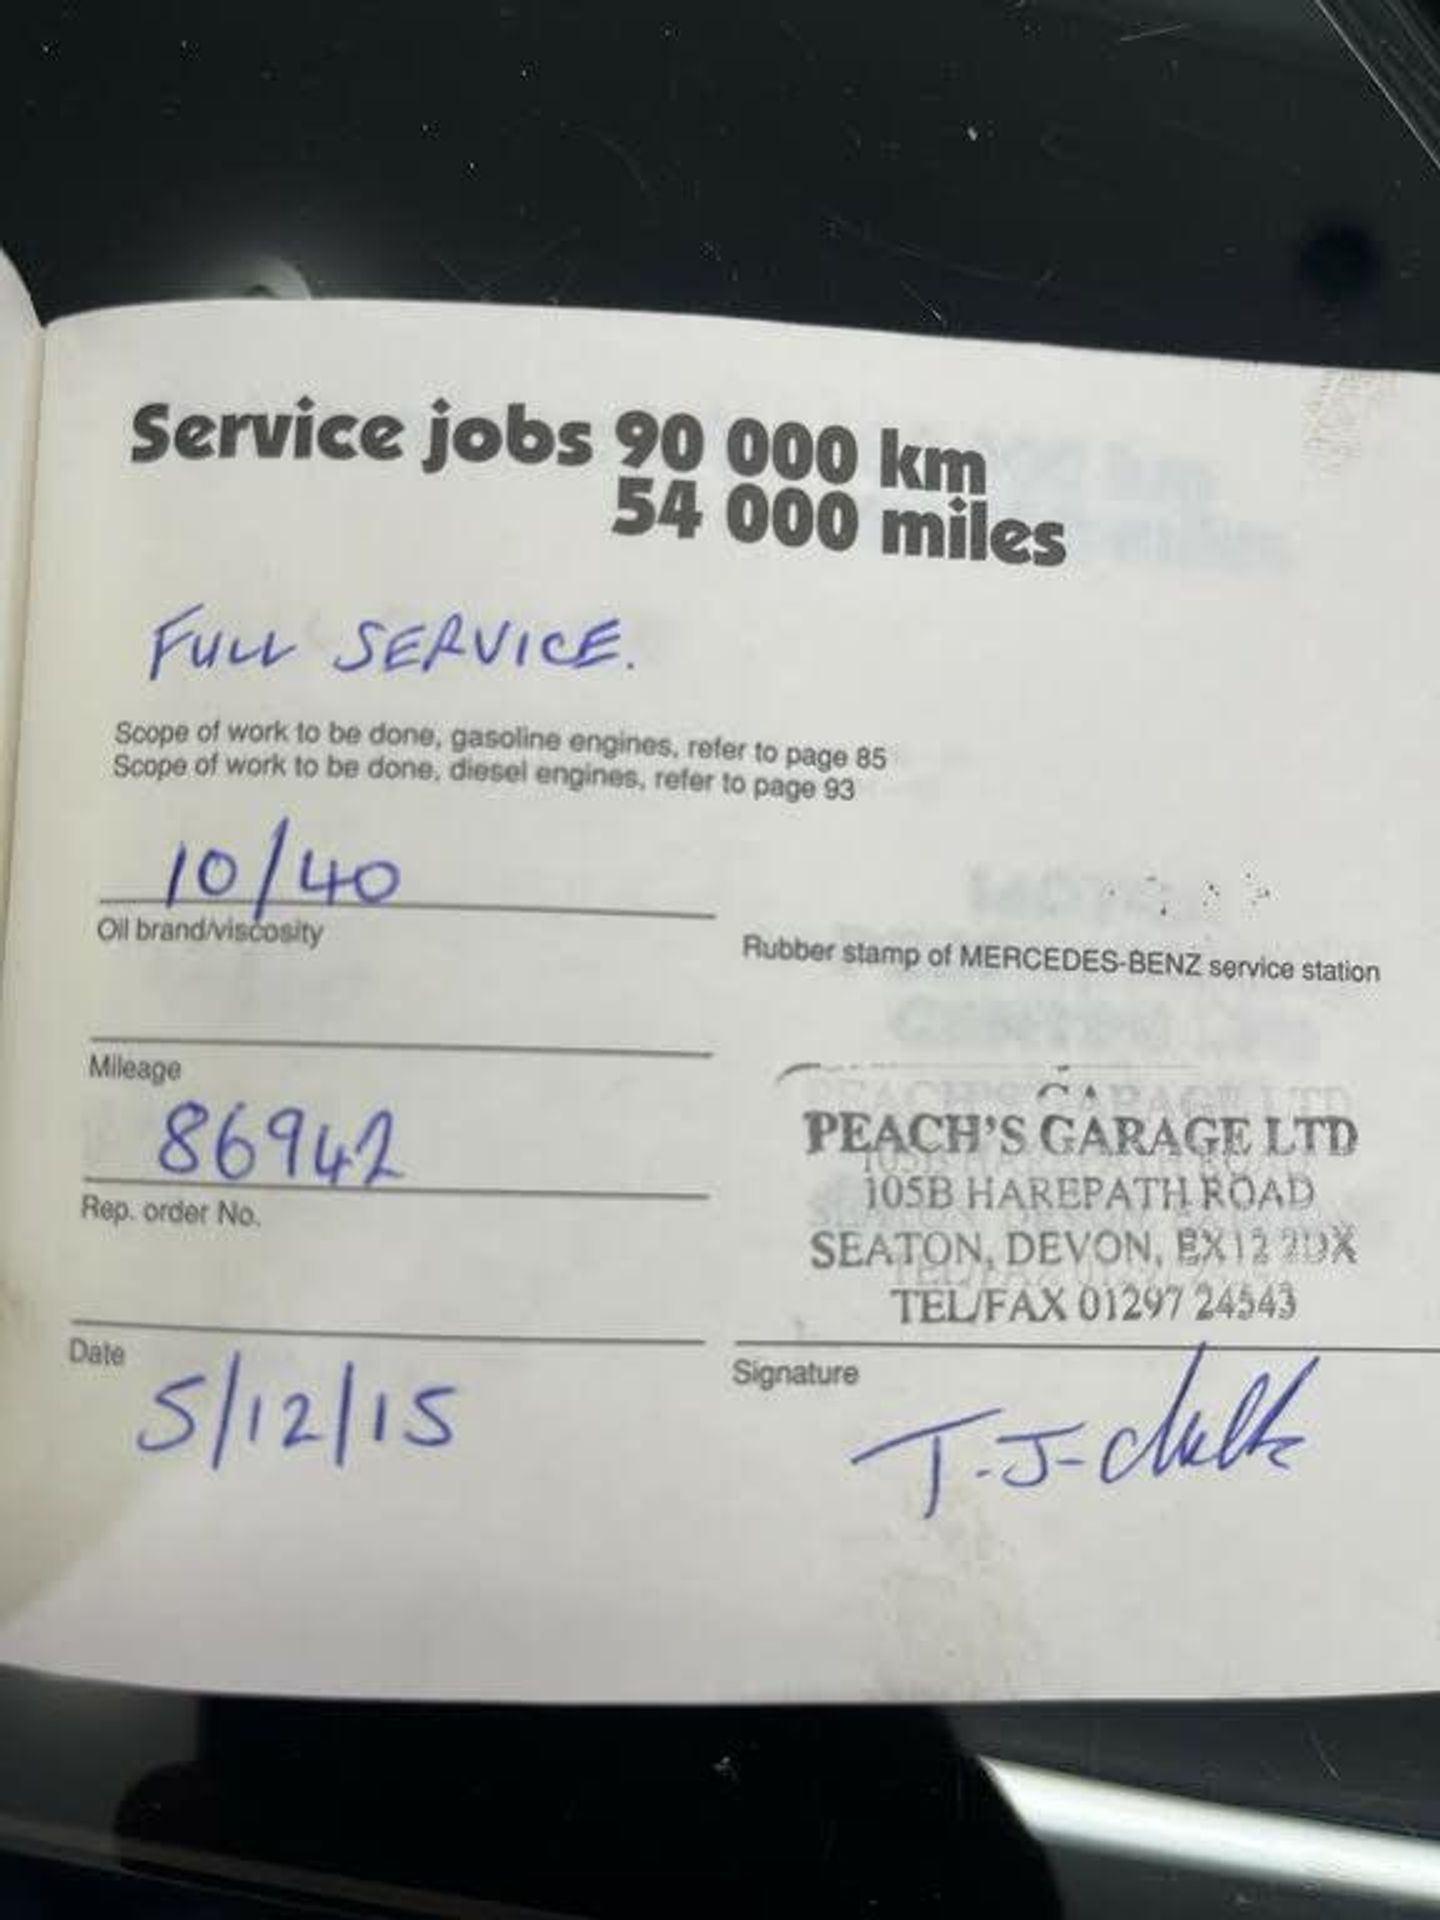 Service jobs 90 000 km
54 000 miles
FULL SERVICE.
Scope of work to be done, gasoline engines, refer to page 85
Scope of work to be done, diesel engines, refer to page 93
10/40
Oil brand/viscosity
Rubber stamp of MERCEDES-BENZ service station
Mileage
86942
Rep. order No.
PEACH'S GARAGE LTD
105B HAREPATH ROAD
SEATON, DEVON, EX12 2DX
TEL/FAX 01297 24543
Date
5/12/15
Signature
T.J.